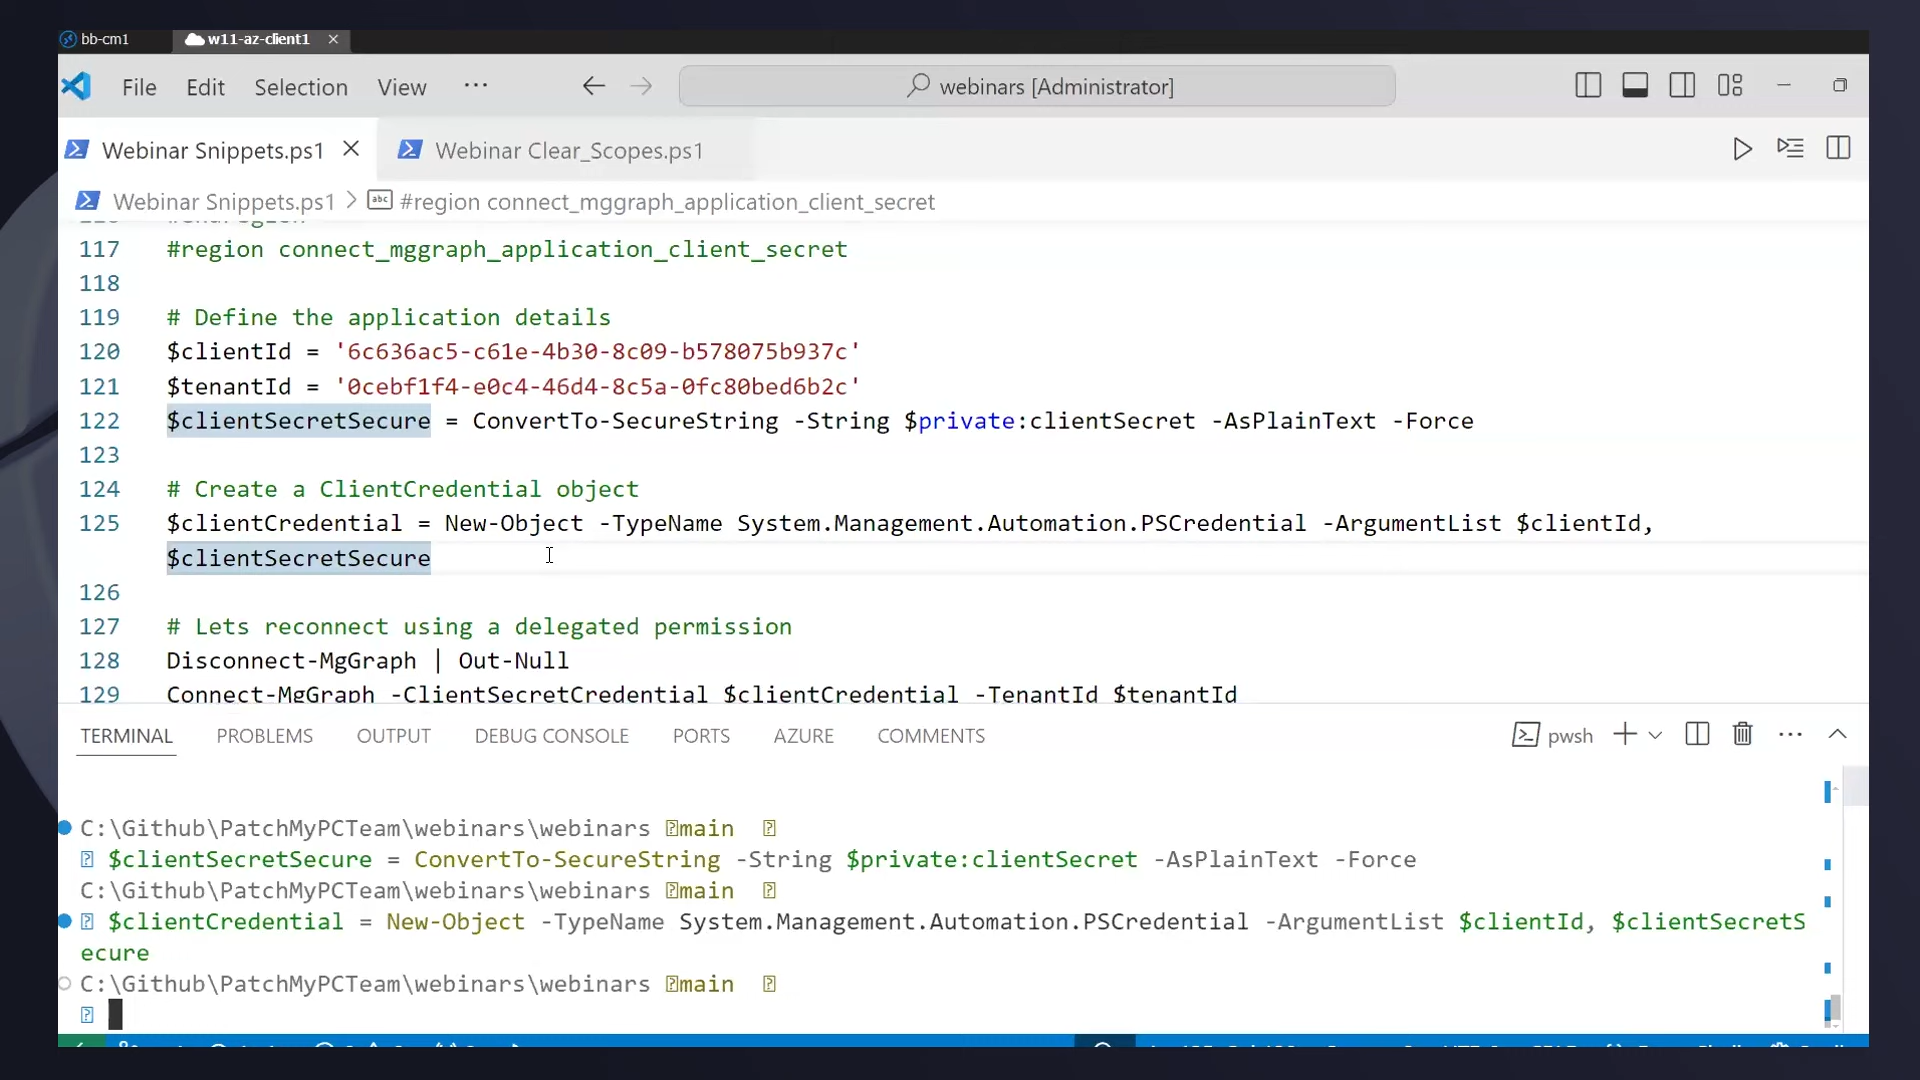 bb-cm1
w11-az-client1
File Edit Selection View ···
webinars [Administrator]
Webinar Snippets.ps1
Webinar Clear_Scopes.ps1
Webinar Snippets.ps1 > #region connect_mggraph_application_client_secret
117 #region connect_mggraph_application_client_secret
118
119 # Define the application details
120 $clientId = '6c636ac5-c61e-4b30-8c09-b578075b937c'
121 $tenantId = '0cebf1f4-e0c4-46d4-8c5a-0fc80bed6b2c'
122 $clientSecretSecure = ConvertTo-SecureString -String $private:clientSecret -AsPlainText -Force
123
124 # Create a ClientCredential object
125 $clientCredential = New-Object -TypeName System.Management.Automation.PSCredential -ArgumentList $clientId,
$clientSecretSecure
126
127 # Lets reconnect using a delegated permission
128 Disconnect-MgGraph | Out-Null
129 Connect-MgGraph -ClientSecretCredential $clientCredential -TenantId $tenantId
TERMINAL PROBLEMS OUTPUT DEBUG CONSOLE PORTS AZURE COMMENTS
pwsh
C:\Github\PatchMyPCTeam\webinars\webinars main
$clientSecretSecure = ConvertTo-SecureString -String $private:clientSecret -AsPlainText -Force
C:\Github\PatchMyPCTeam\webinars\webinars main
$clientCredential = New-Object -TypeName System.Management.Automation.PSCredential -ArgumentList $clientId, $clientSecretS
ecure
C:\Github\PatchMyPCTeam\webinars\webinars main